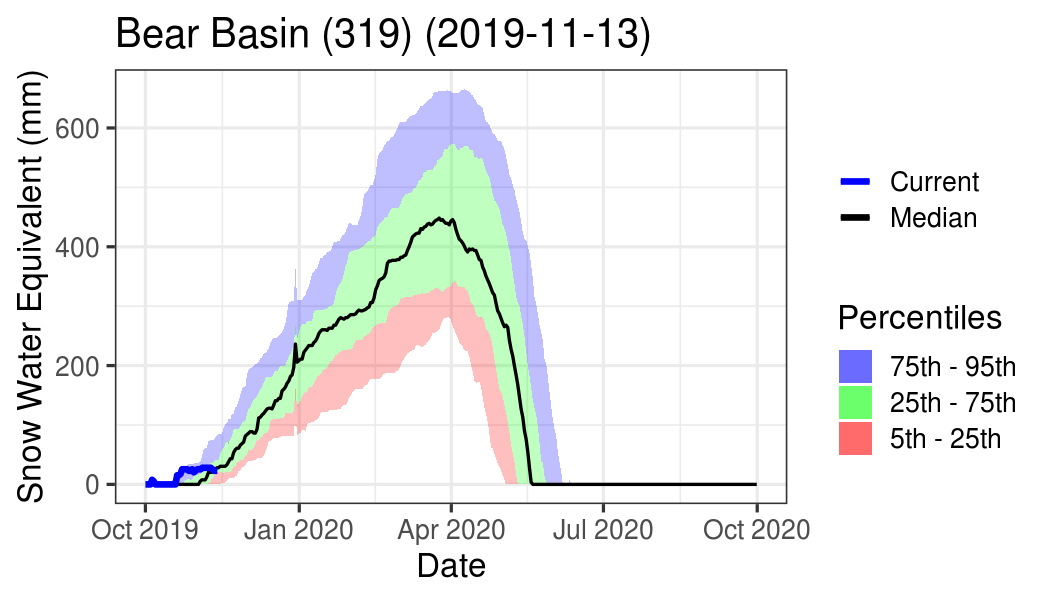 Bear Basin (319) (2019-11-13)
Snow Water Equivalent (mm)
600
400
200
0
Oct 2019
Jan 2020
Apr 2020
Jul 2020
Oct 2020
Date
Current
Median
Percentiles
75th - 95th
25th - 75th
5th - 25th